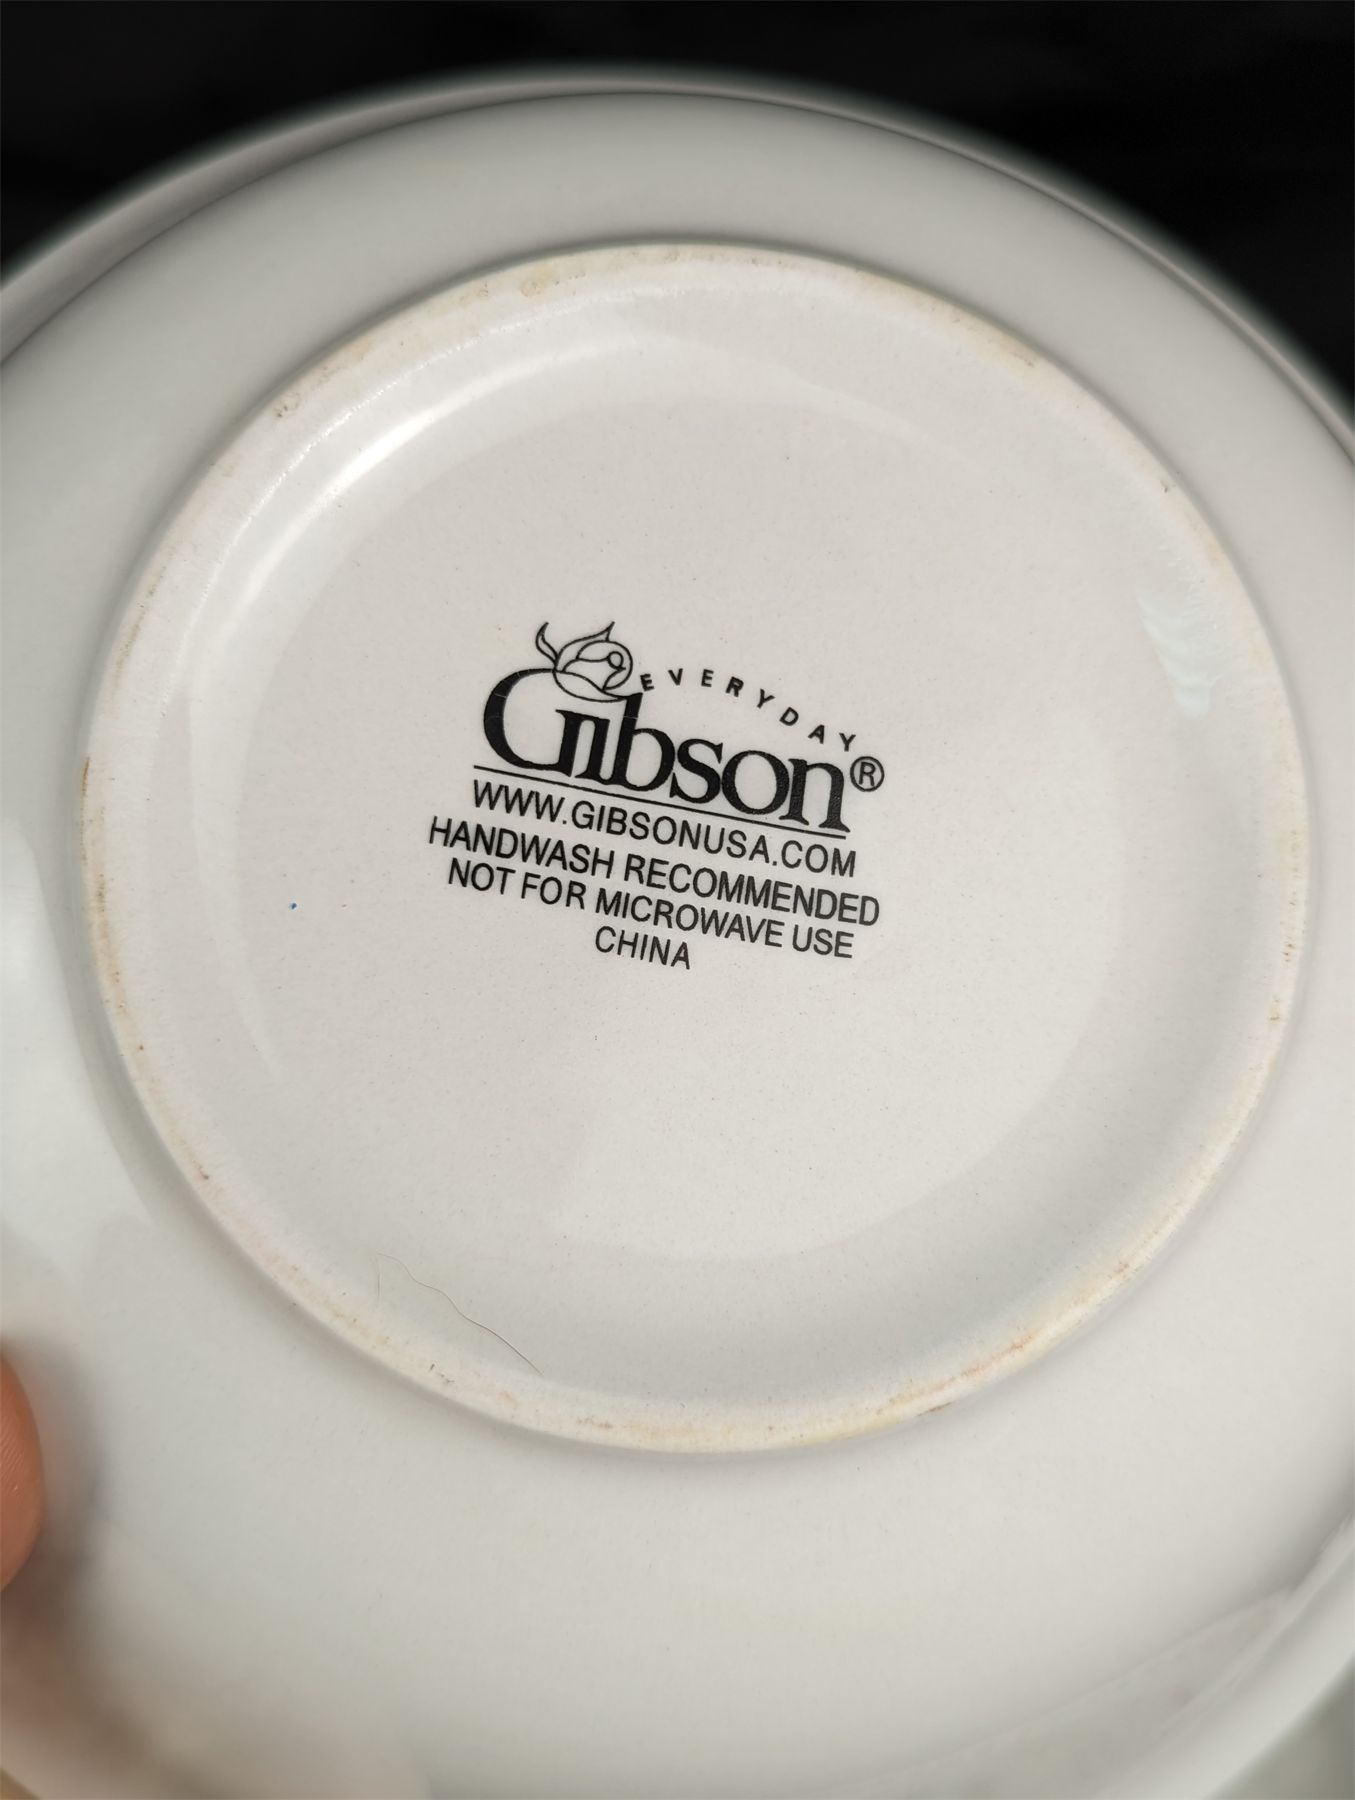 EVERYDAY
Gibson®
WWW.GIBSONUSA.COM
HANDWASH RECOMMENDED
NOT FOR MICROWAVE USE
CHINA